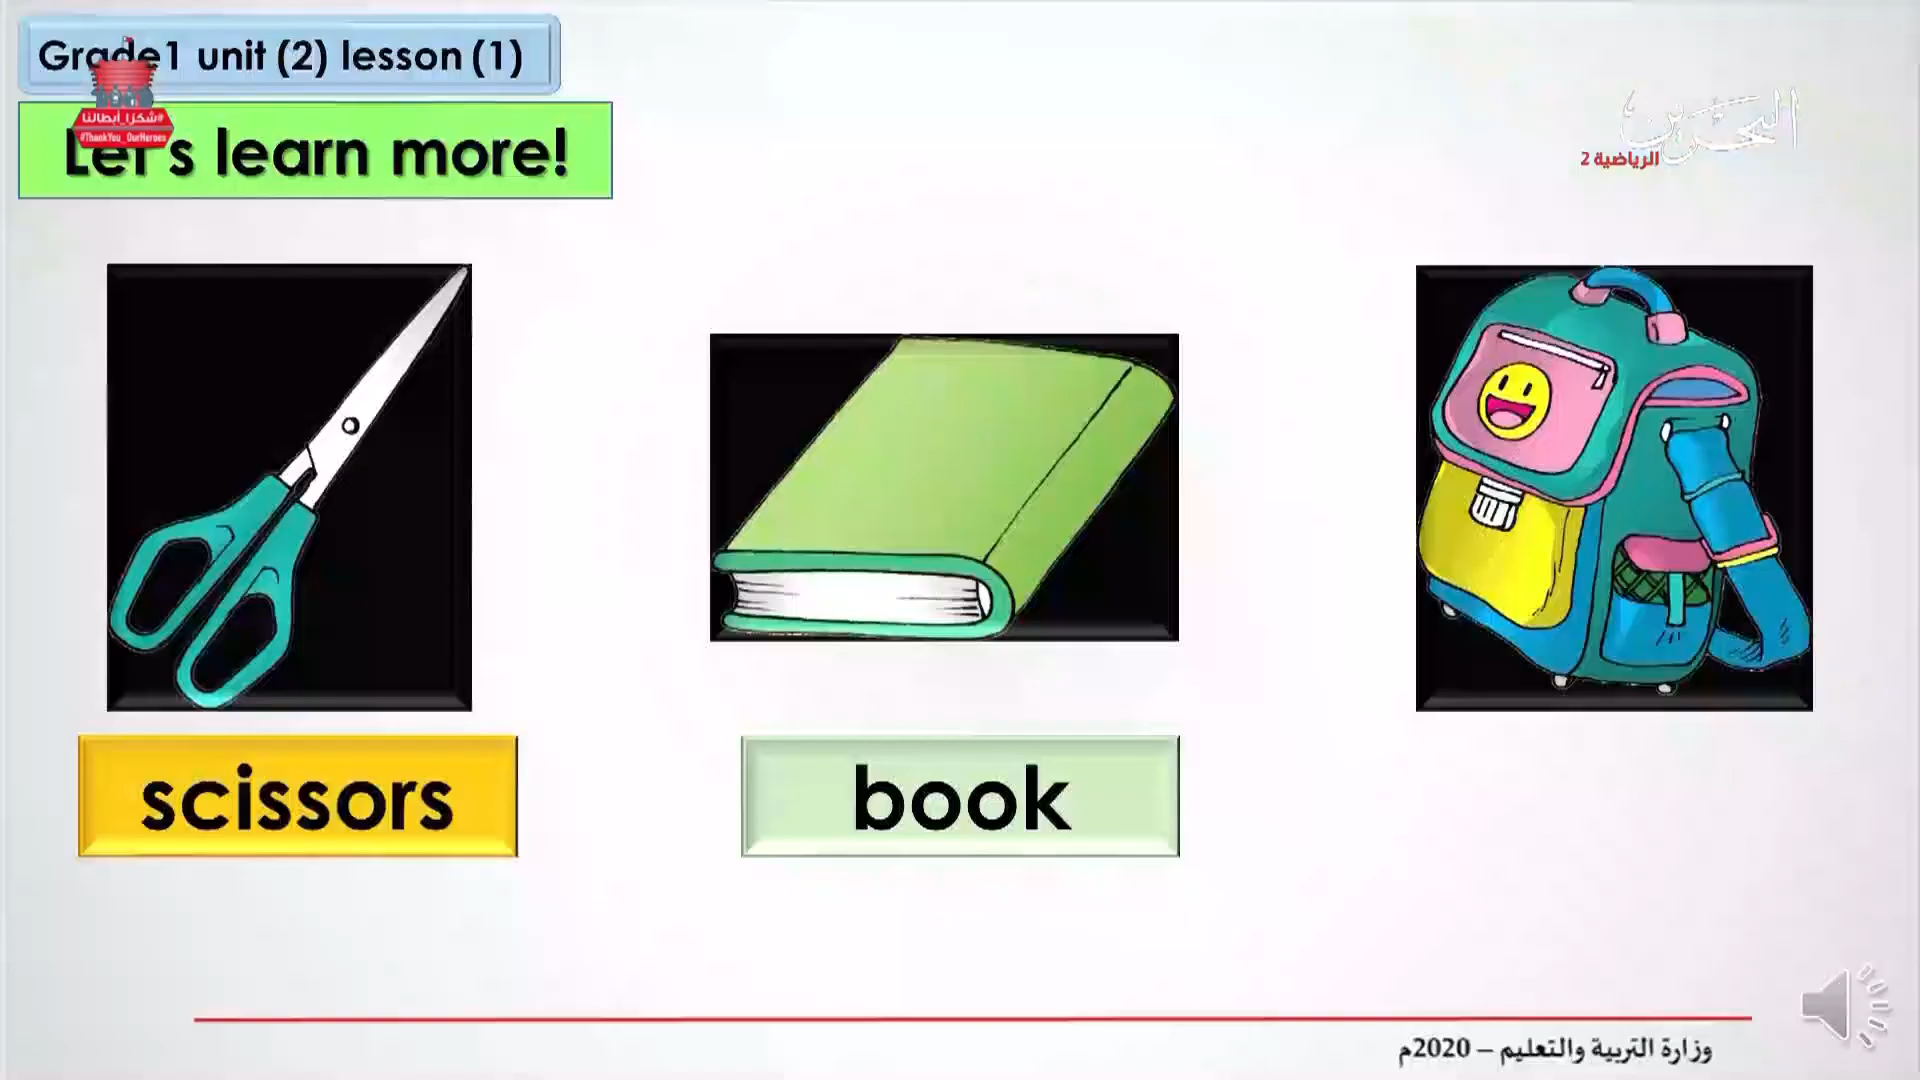 Grade1 unit (2) lesson (1)
#شكرا_أبطالنا
#ThankYou_OurHeroes
Let's learn more!
البحرين
الرياضية 2
scissors
book
وزارة التربية والتعليم – 2020م